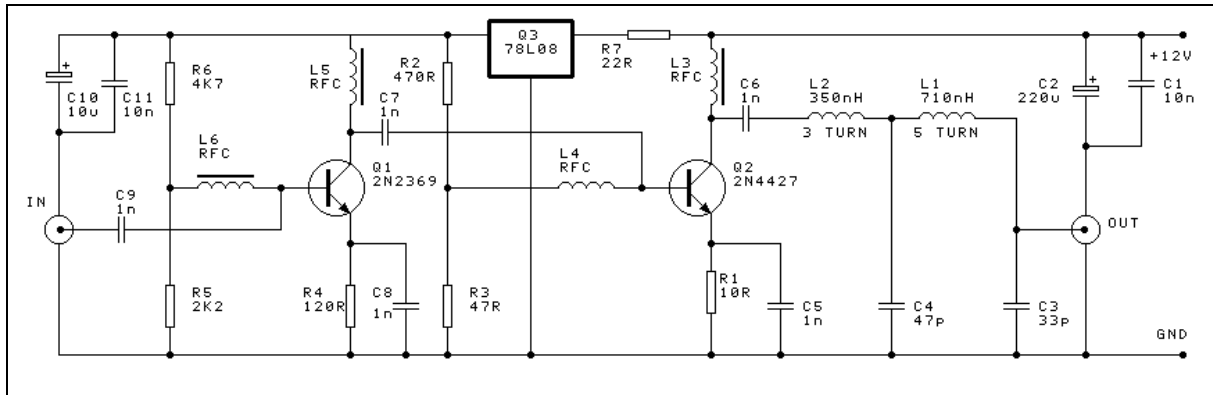 Q3
78L08
R7
22R
+12V
R6
4K7
L5
RFC
R2
470R
L3
RFC
C10
10u
C11
10n
C7
1n
C6
1n
L2
350nH
3 TURN
L1
710nH
5 TURN
C2
220u
C1
10n
+
+
L6
RFC
Q1
2N2369
L4
RFC
Q2
2N4427
IN
C9
1n
OUT
R5
2K2
R4
120R
C8
1n
R3
47R
R1
10R
C5
1n
C4
47p
C3
33p
GND